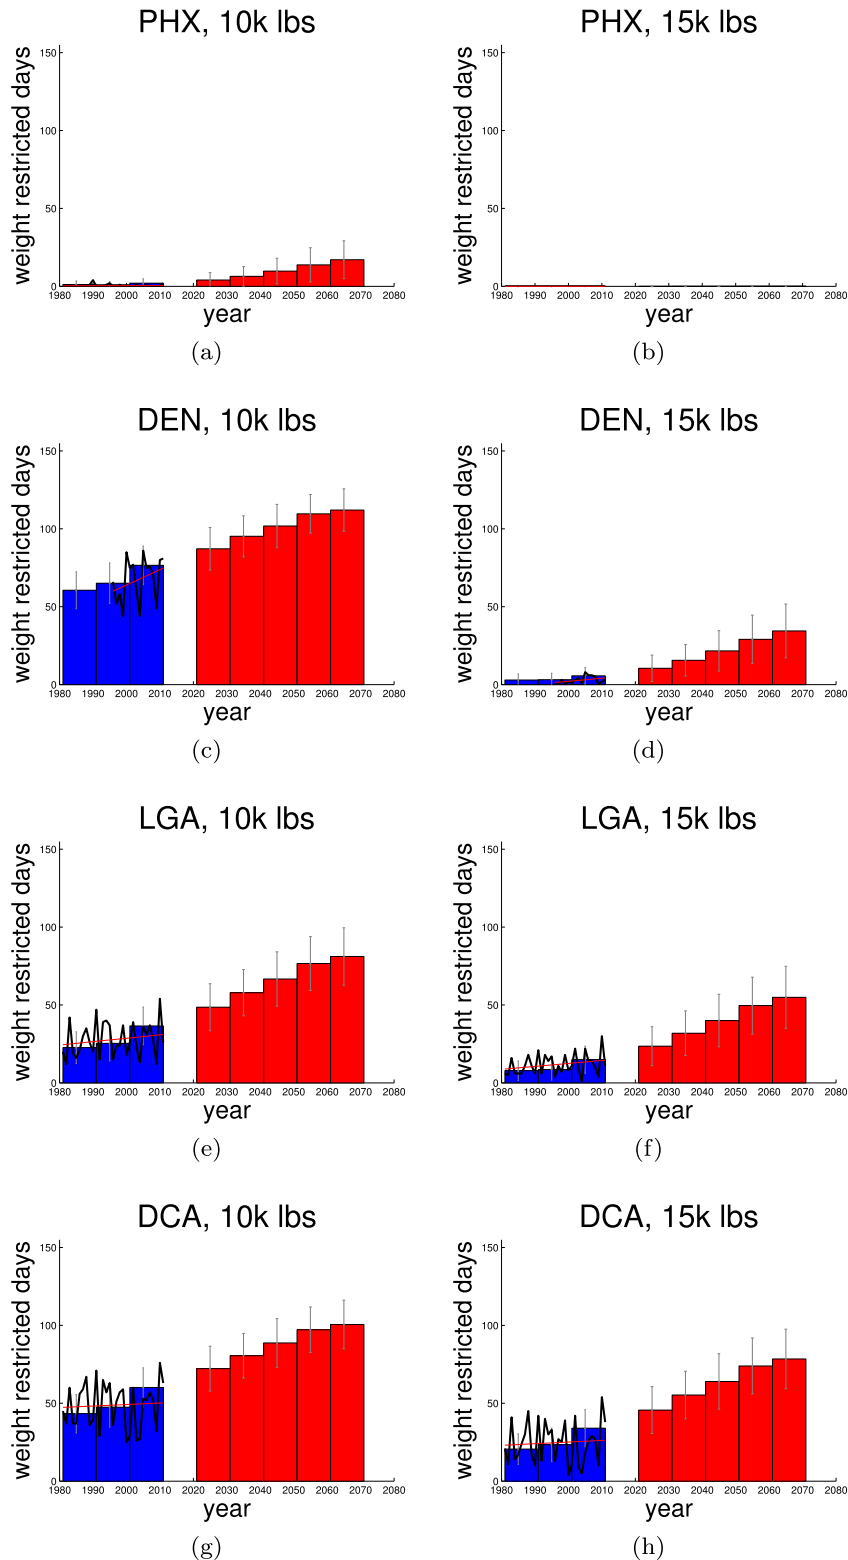 PHX, 10k lbs
weight restricted days
150
100
50
0
1980 1990 2000 2010 2020 2030 2040 2050 2060 2070 2080
year
(a)
PHX, 15k lbs
weight restricted days
150
100
50
0
1980 1990 2000 2010 2020 2030 2040 2050 2060 2070 2080
year
(b)
DEN, 10k lbs
weight restricted days
150
100
50
0
1980 1990 2000 2010 2020 2030 2040 2050 2060 2070 2080
year
(c)
DEN, 15k lbs
weight restricted days
150
100
50
0
1980 1990 2000 2010 2020 2030 2040 2050 2060 2070 2080
year
(d)
LGA, 10k lbs
weight restricted days
150
100
50
0
1980 1990 2000 2010 2020 2030 2040 2050 2060 2070 2080
year
(e)
LGA, 15k lbs
weight restricted days
150
100
50
0
1980 1990 2000 2010 2020 2030 2040 2050 2060 2070 2080
year
(f)
DCA, 10k lbs
weight restricted days
150
100
50
0
1980 1990 2000 2010 2020 2030 2040 2050 2060 2070 2080
year
(g)
DCA, 15k lbs
weight restricted days
150
100
50
0
1980 1990 2000 2010 2020 2030 2040 2050 2060 2070 2080
year
(h)